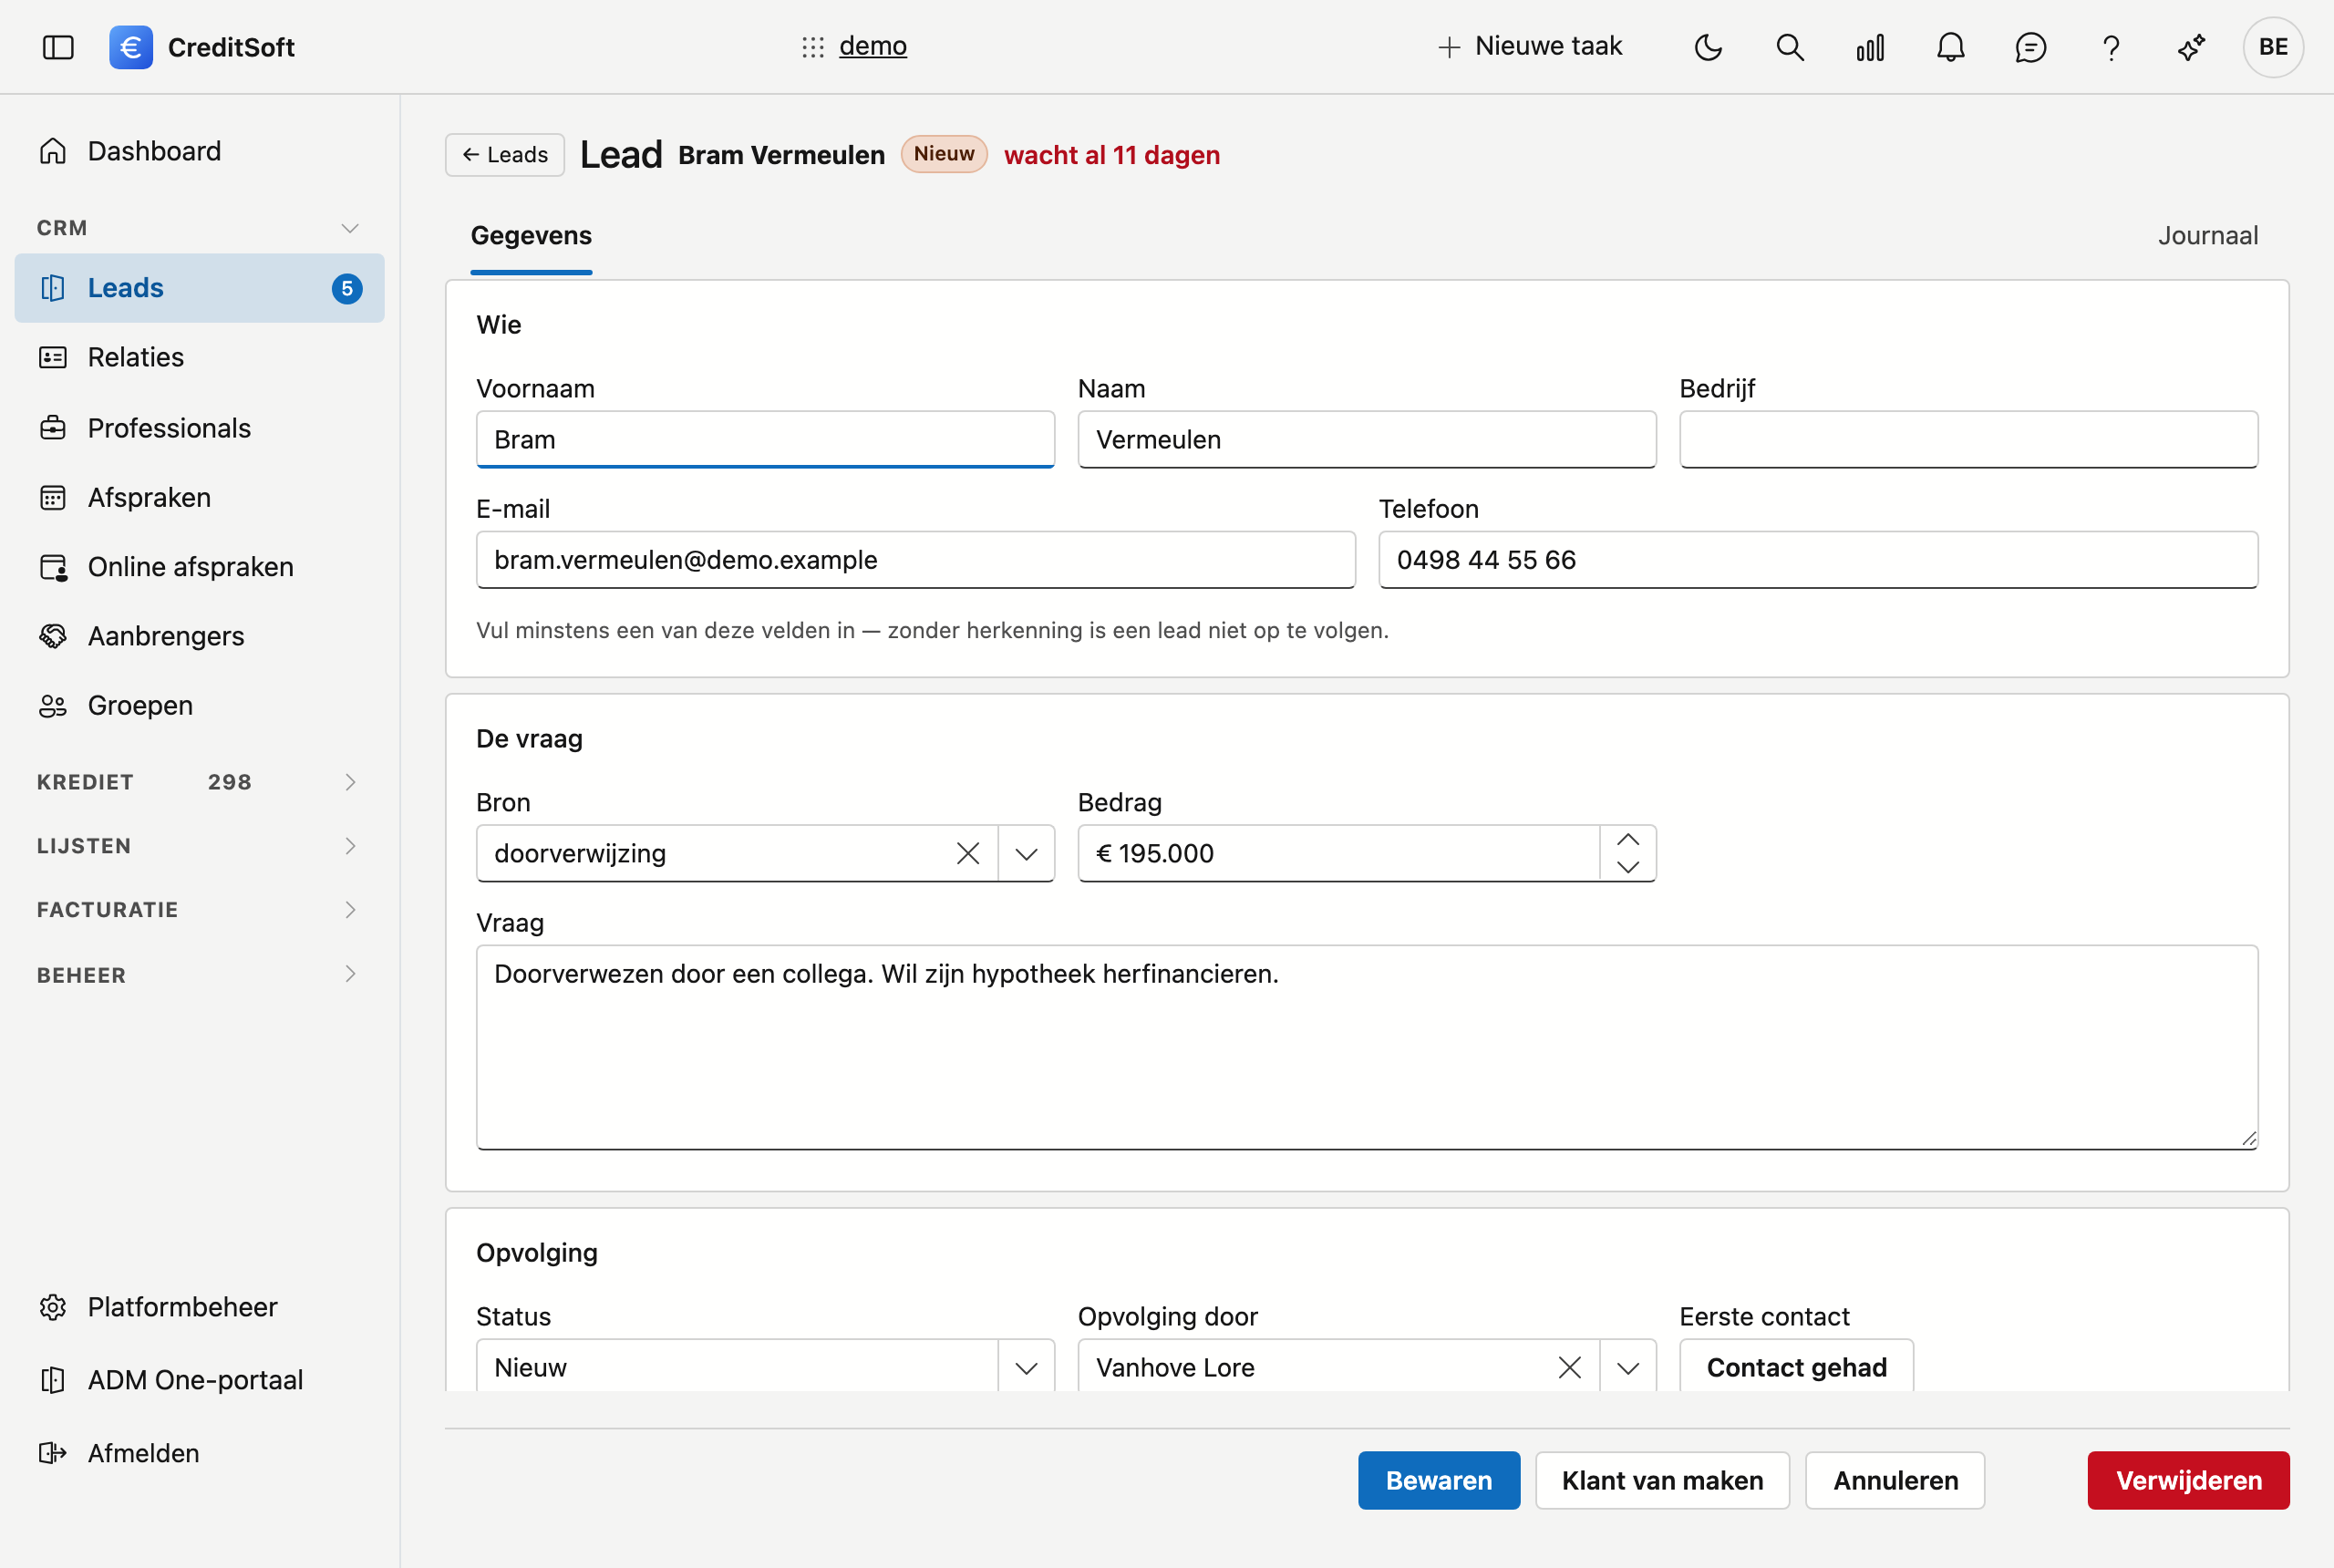 CreditSoft
demo
Nieuwe taak
BE
Dashboard
CRM
Leads 5
Relaties
Professionals
Afspraken
Online afspraken
Aanbrengers
Groepen
KREDIET 298
LIJSTEN
FACTURATIE
BEHEER
Platformbeheer
ADM One-portaal
Afmelden
← Leads Lead Bram Vermeulen Nieuw wacht al 11 dagen
Gegevens Journaal
Wie
Voornaam Naam Bedrijf
Bram Vermeulen
E-mail Telefoon
bram.vermeulen@demo.example 0498 44 55 66
Vul minstens een van deze velden in — zonder herkenning is een lead niet op te volgen.
De vraag
Bron Bedrag
doorverwijzing € 195.000
Vraag
Doorverwezen door een collega. Wil zijn hypotheek herfinancieren.
Opvolging
Status Opvolging door Eerste contact
Nieuw Vanhove Lore Contact gehad
Bewaren Klant van maken Annuleren Verwijderen